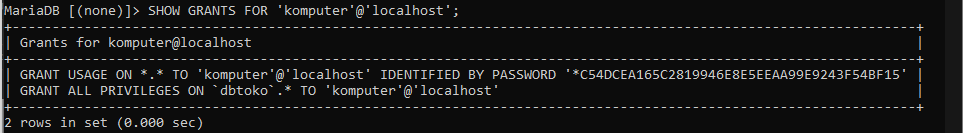 MariaDB [(none)]> SHOW GRANTS FOR 'komputer'@'localhost';
+--------------------------------------------------------------------------------------------------------------+
| Grants for komputer@localhost |
+--------------------------------------------------------------------------------------------------------------+
| GRANT USAGE ON *.* TO 'komputer'@'localhost' IDENTIFIED BY PASSWORD '*C54DCEA165C2819946E8E5EEAA99E9243F54BF15' |
| GRANT ALL PRIVILEGES ON `dbtoko`.* TO 'komputer'@'localhost' |
+--------------------------------------------------------------------------------------------------------------+
2 rows in set (0.000 sec)